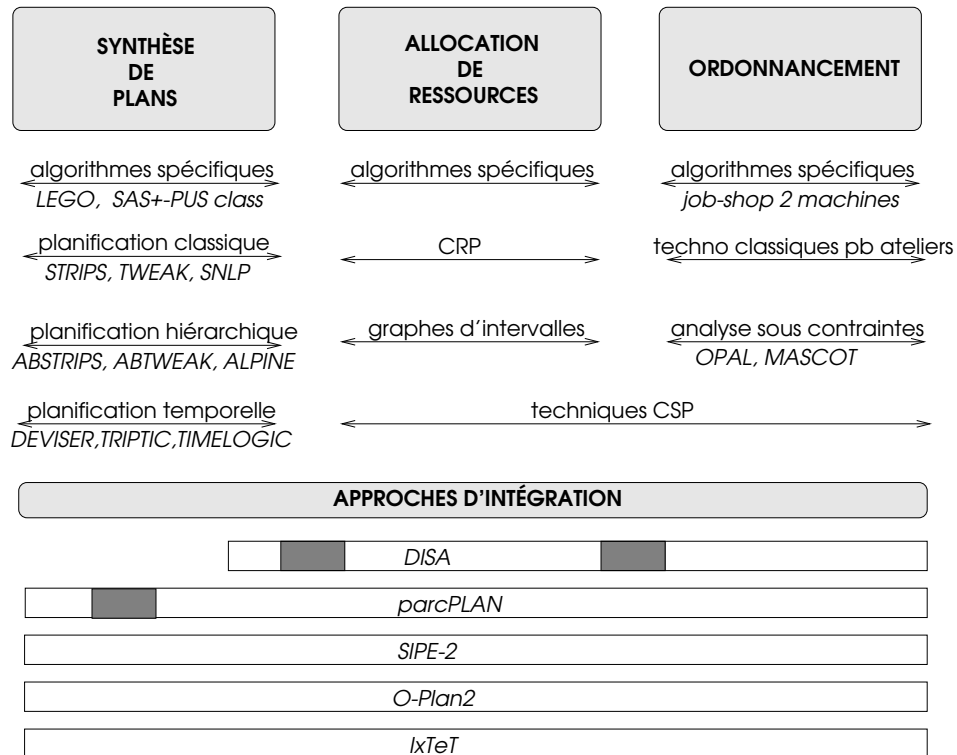 SYNTHÈSE
DE
PLANS
ALLOCATION
DE
RESSOURCES
ORDONNANCEMENT
algorithmes spécifiques
LEGO, SAS+-PUS class
algorithmes spécifiques
algorithmes spécifiques
job-shop 2 machines
planification classique
STRIPS, TWEAK, SNLP
CRP
techno classiques pb ateliers
planification hiérarchique
ABSTRIPS, ABTWEAK, ALPINE
graphes d'intervalles
analyse sous contraintes
OPAL, MASCOT
planification temporelle
DEVISER,TRIPTIC,TIMELOGIC
techniques CSP
APPROCHES D'INTÉGRATION
DISA
parcPLAN
SIPE-2
O-Plan2
IxTeT